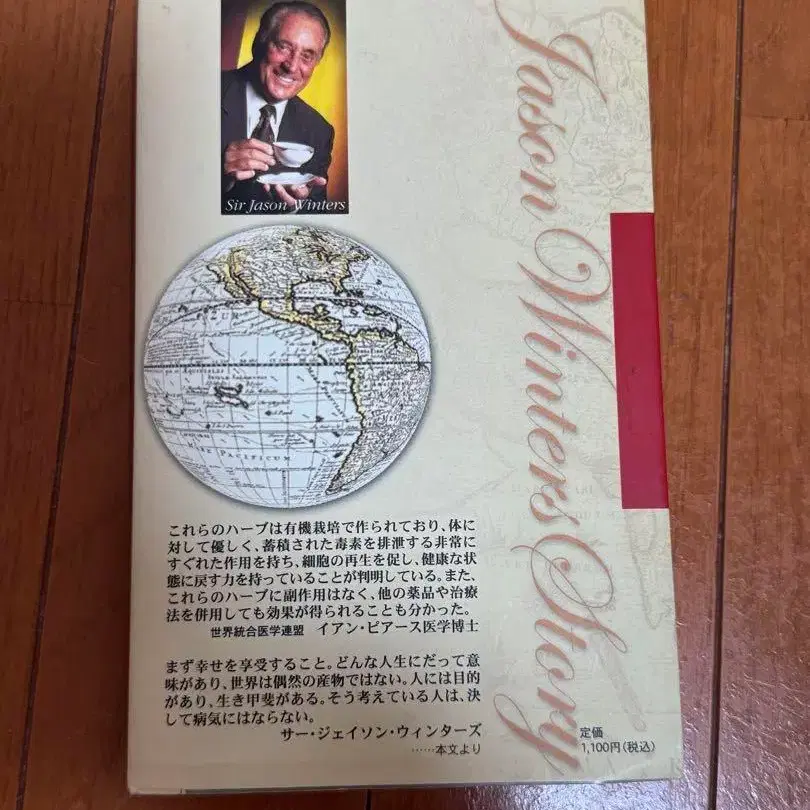 Sir Jason Winters
Jason Winters Story
MARE PACIFICUM
これらのハーブは有機栽培で作られており、体に
対して優しく、蓄積された毒素を排泄する非常に
すぐれた作用を持ち、細胞の再生を促し、健康な状
態に戻す力を持っていることが判明している。また、
これらのハーブに副作用はなく、他の薬品や治療
法を併用しても効果が得られることも分かった。
世界統合医学連盟 イアン・ピアース医学博士
まず幸せを享受すること。どんな人生にだって意
味があり、世界は偶然の産物ではない。人には目的
があり、生き甲斐がある。そう考えている人は、決
して病気にはならない。
サー・ジェイソン・ウィンターズ
……本文より
定価
1,100円(税込)